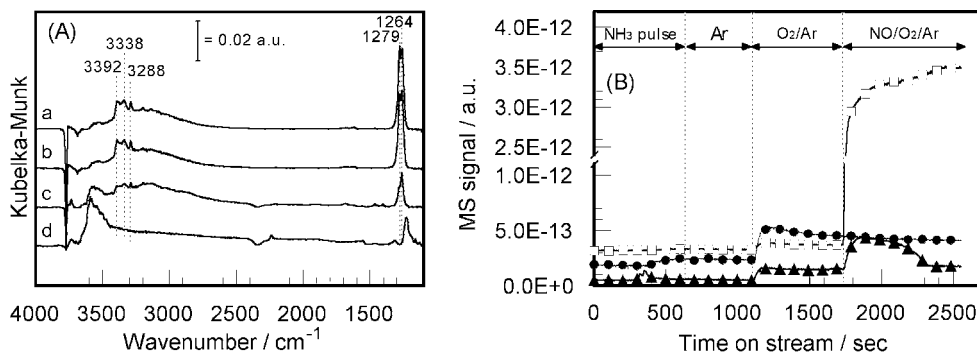 (A)
= 0.02 a.u.
1264
1279
3338
3392
3288
a
b
c
d
Kubelka-Munk
4000 3500 3000 2500 2000 1500
Wavenumber / cm⁻¹
(B)
NH₃ pulse
Ar
O₂/Ar
NO/O₂/Ar
4.0E-12
3.5E-12
3.0E-12
1.5E-12
1.0E-12
5.0E-13
0.0E+0
MS signal / a.u.
0 500 1000 1500 2000 2500
Time on stream / sec